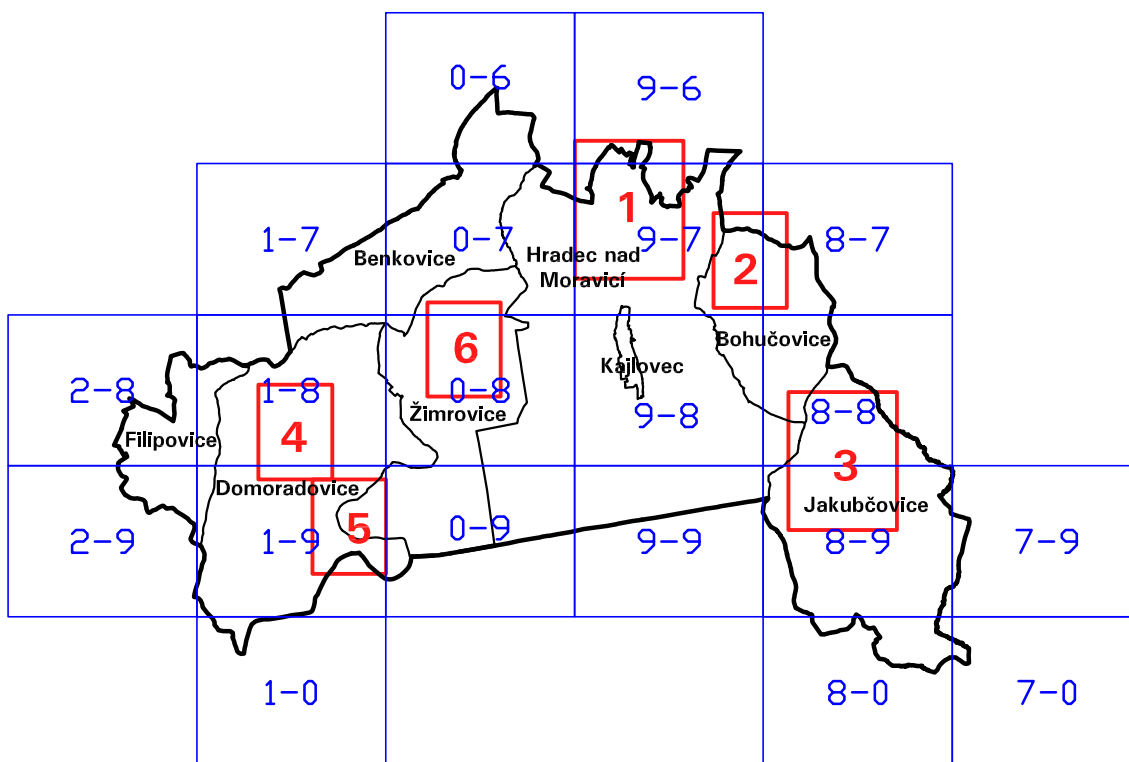 0-6
9-6
1
1-7
0-7
9-7
8-7
Benkovice
Hradec nad
Moravicí
2
6
Bohučovice
Kajlovec
2-8
1-8
0-8
9-8
8-8
Žimrovice
Filipovice
4
3
Domoradovice
Jakubčovice
5
2-9
1-9
0-9
9-9
8-9
7-9
1-0
8-0
7-0